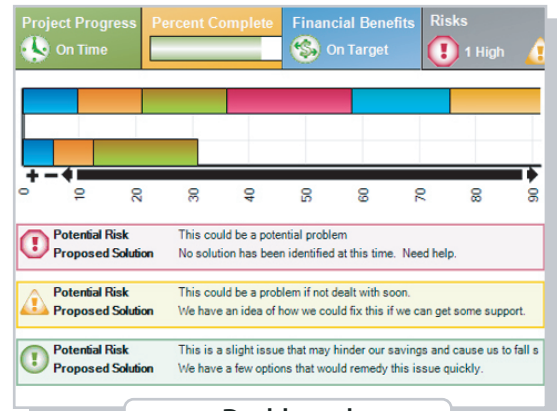 Project Progress
On Time
Percent Complete
Financial Benefits
On Target
Risks
1 High
0 10 20 30 40 50 60 70 80 90
Potential Risk This could be a potential problem
Proposed Solution No solution has been identified at this time. Need help.
Potential Risk This could be a problem if not dealt with soon.
Proposed Solution We have an idea of how we could fix this if we can get some support.
Potential Risk This is a slight issue that may hinder our savings and cause us to fall s
Proposed Solution We have a few options that would remedy this issue quickly.